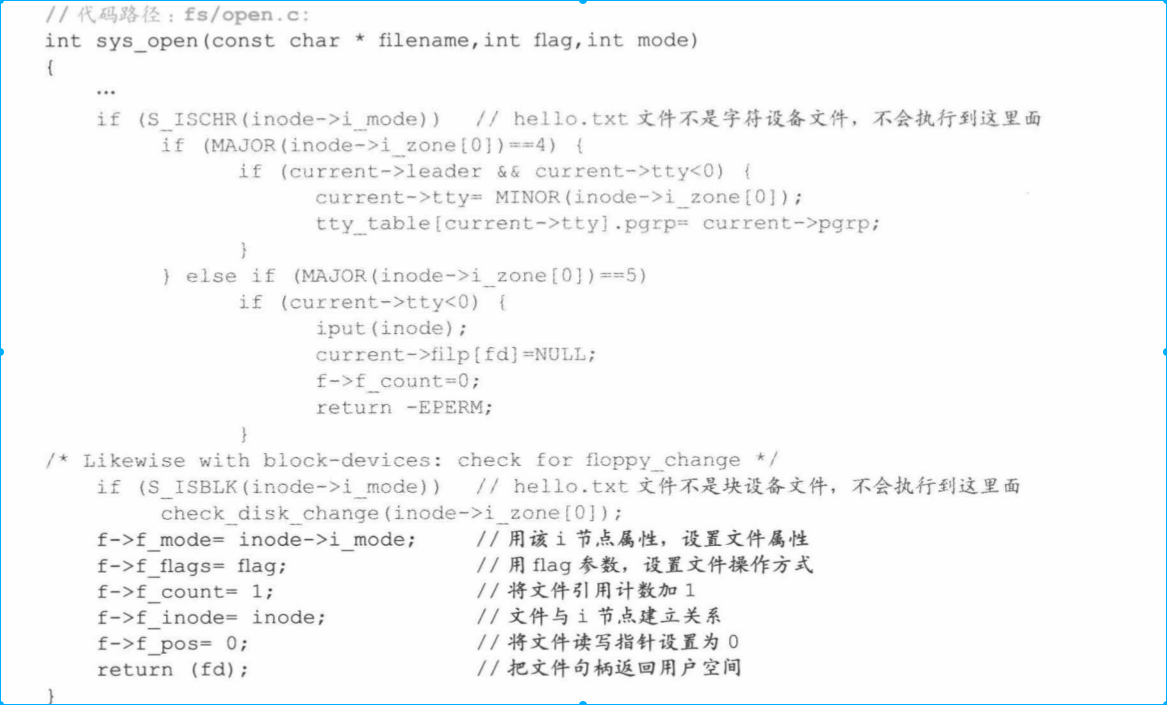 // 代码路径：fs/open.c:
int sys_open(const char * filename,int flag,int mode)
{
    …
    if (S_ISCHR(inode->i_mode))   // hello.txt 文件不是字符设备文件，不会执行到这里面
         if (MAJOR(inode->i_zone[0])==4) {
               if (current->leader && current->tty<0) {
                     current->tty= MINOR(inode->i_zone[0]);
                     tty_table[current->tty].pgrp= current->pgrp;
               }
         } else if (MAJOR(inode->i_zone[0])==5)
               if (current->tty<0) {
                     iput(inode);
                     current->filp[fd]=NULL;
                     f->f_count=0;
                     return -EPERM;
               }
/* Likewise with block-devices: check for floppy_change */
    if (S_ISBLK(inode->i_mode))   // hello.txt 文件不是块设备文件，不会执行到这里面
         check_disk_change(inode->i_zone[0]);
    f->f_mode= inode->i_mode;     // 用该 i 节点属性，设置文件属性
    f->f_flags= flag;             // 用 flag 参数，设置文件操作方式
    f->f_count= 1;                // 将文件引用计数加 1
    f->f_inode= inode;            // 文件与 i 节点建立关系
    f->f_pos= 0;                  // 将文件读写指针设置为 0
    return (fd);                  // 把文件句柄返回用户空间
}